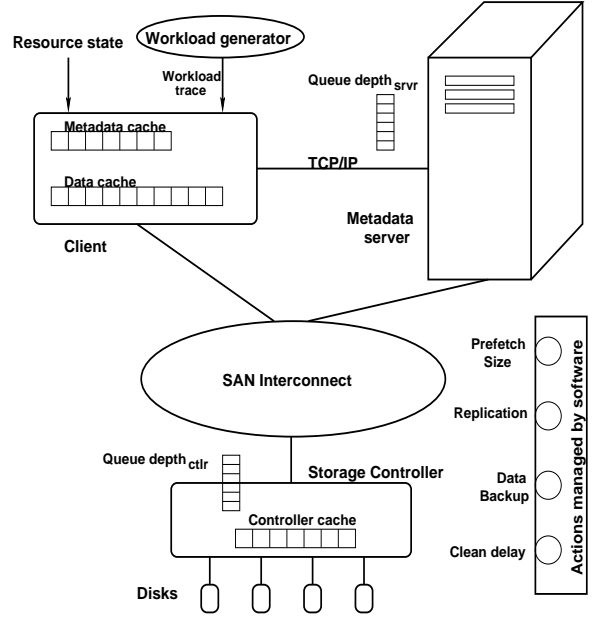 Resource state
Workload generator
Workload
trace
Queue depth srvr
Metadata cache
Data cache
TCP/IP
Client
Metadata
server
SAN Interconnect
Prefetch
Size
Replication
Data
Backup
Clean delay
Actions managed by software
Queue depth ctlr
Storage Controller
Controller cache
Disks